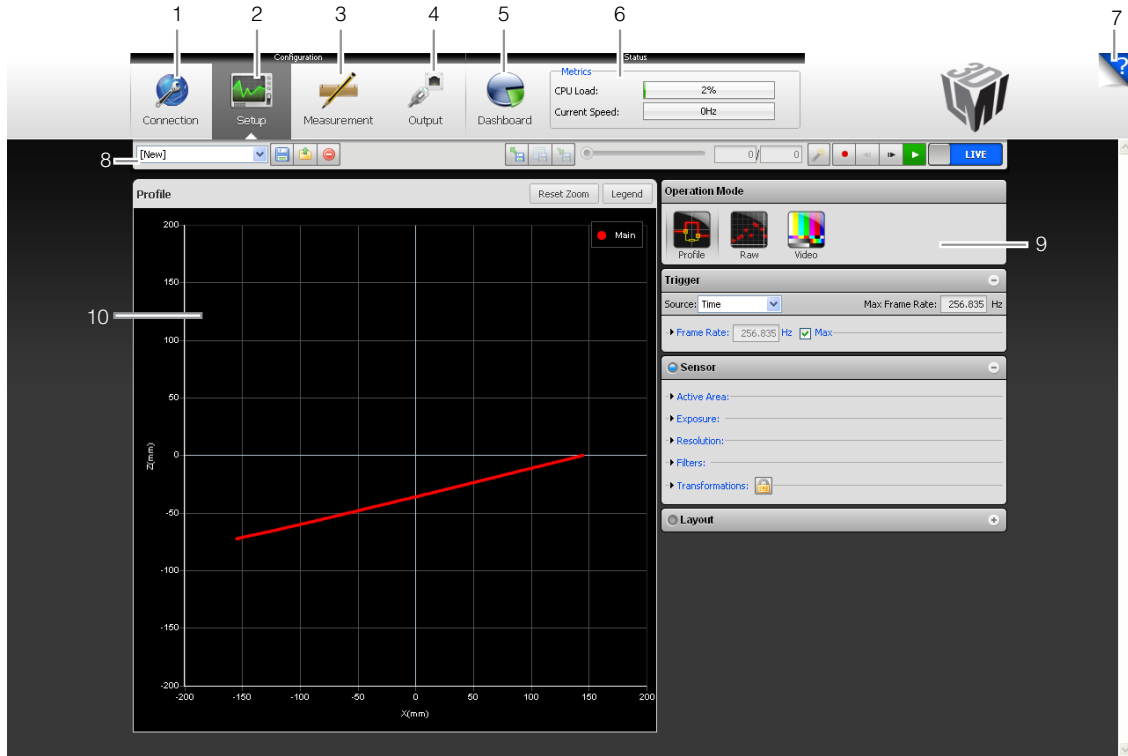 1 2 3 4 5 6 7
Configuration Status
Connection Setup Measurement Output Dashboard
Metrics
CPU Load: 2%
Current Speed: 0Hz
?
3D
LMI
8
[New]
0/ 0
LIVE
Profile Reset Zoom Legend
Main
200
150
100
50
0
-50
-100
-150
-200
-200 -150 -100 -50 0 50 100 150 200
Z(mm)
X(mm)
10
Operation Mode
Profile Raw Video
9
Trigger
Source: Time Max Frame Rate: 256.835 Hz
Frame Rate: 256.835 Hz Max
Sensor
Active Area:
Exposure:
Resolution:
Filters:
Transformations:
Layout